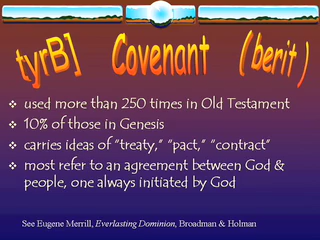 tyrB] Covenant (berit)
❖ used more than 250 times in Old Testament
❖ 10% of those in Genesis
❖ carries ideas of "treaty," "pact," "contract"
❖ most refer to an agreement between God &
people, one always initiated by God
See Eugene Merrill, Everlasting Dominion, Broadman & Holman